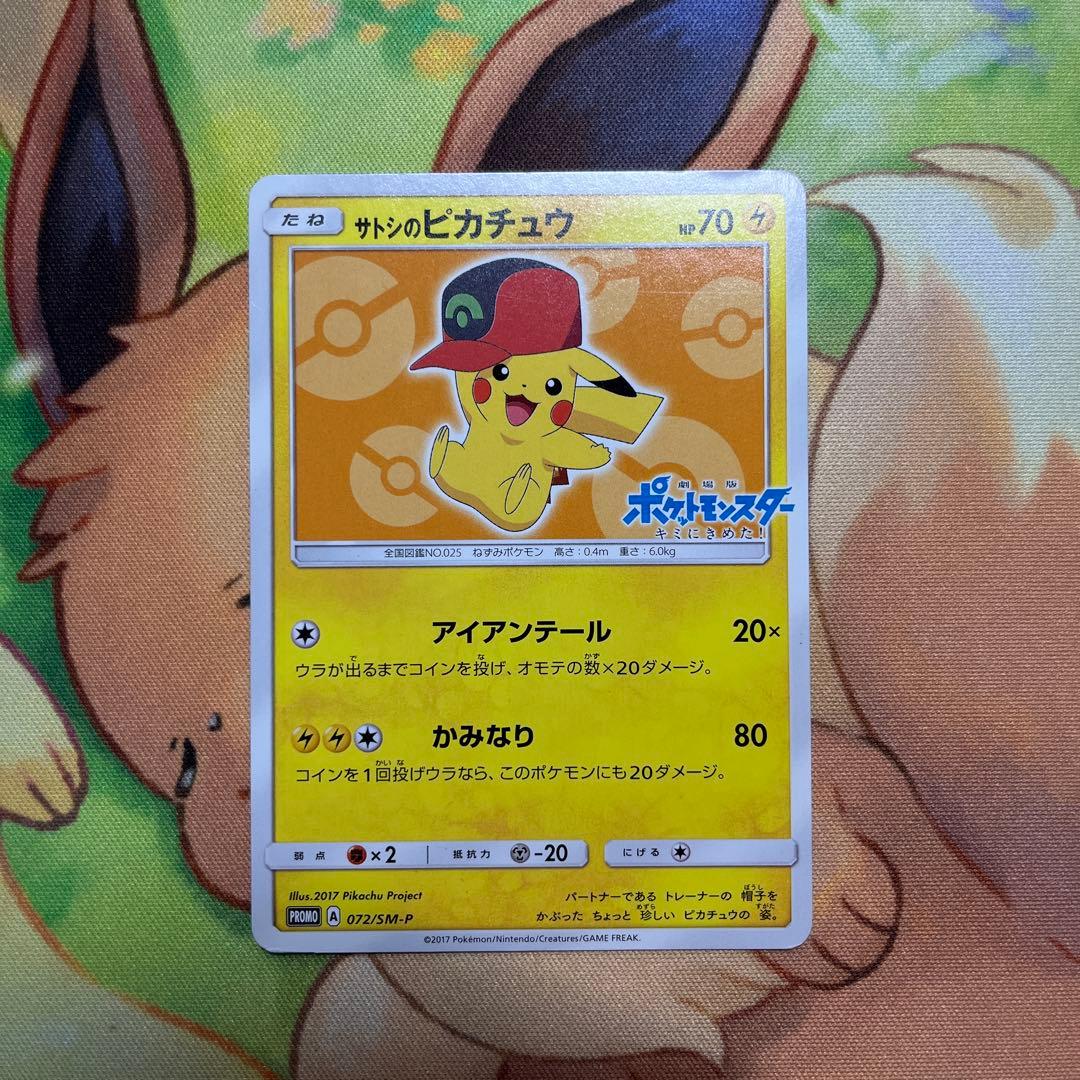 たね サトシのピカチュウ HP70
劇場版
ポケットモンスター
キミにきめた!
全国図鑑NO.025 ねずみポケモン 高さ:0.4m 重さ:6.0kg
アイアンテール 20×
ウラが出るまでコインを投げ、オモテの数×20ダメージ。
かみなり 80
コインを1回投げウラなら、このポケモンにも20ダメージ。
弱点 ×2 抵抗力 -20 にげる
Illus.2017 Pikachu Project
PROMO A 072/SM-P
パートナーである トレーナーの 帽子を
かぶった ちょっと 珍しい ピカチュウの 姿。
©2017 Pokémon/Nintendo/Creatures/GAME FREAK.